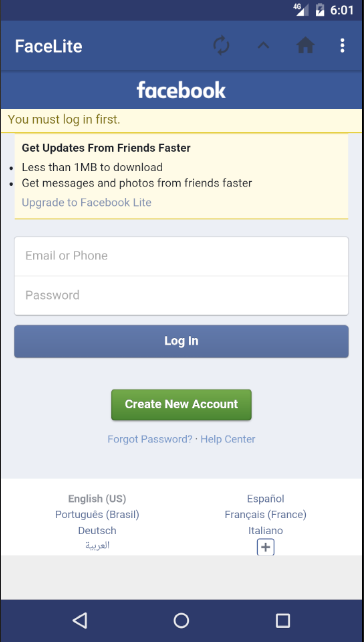 4G 6:01
FaceLite
facebook
You must log in first.
Get Updates From Friends Faster
Less than 1MB to download
Get messages and photos from friends faster
Upgrade to Facebook Lite
Email or Phone
Password
Log In
Create New Account
Forgot Password? · Help Center
English (US) Español
Português (Brasil) Français (France)
Deutsch Italiano
العربية